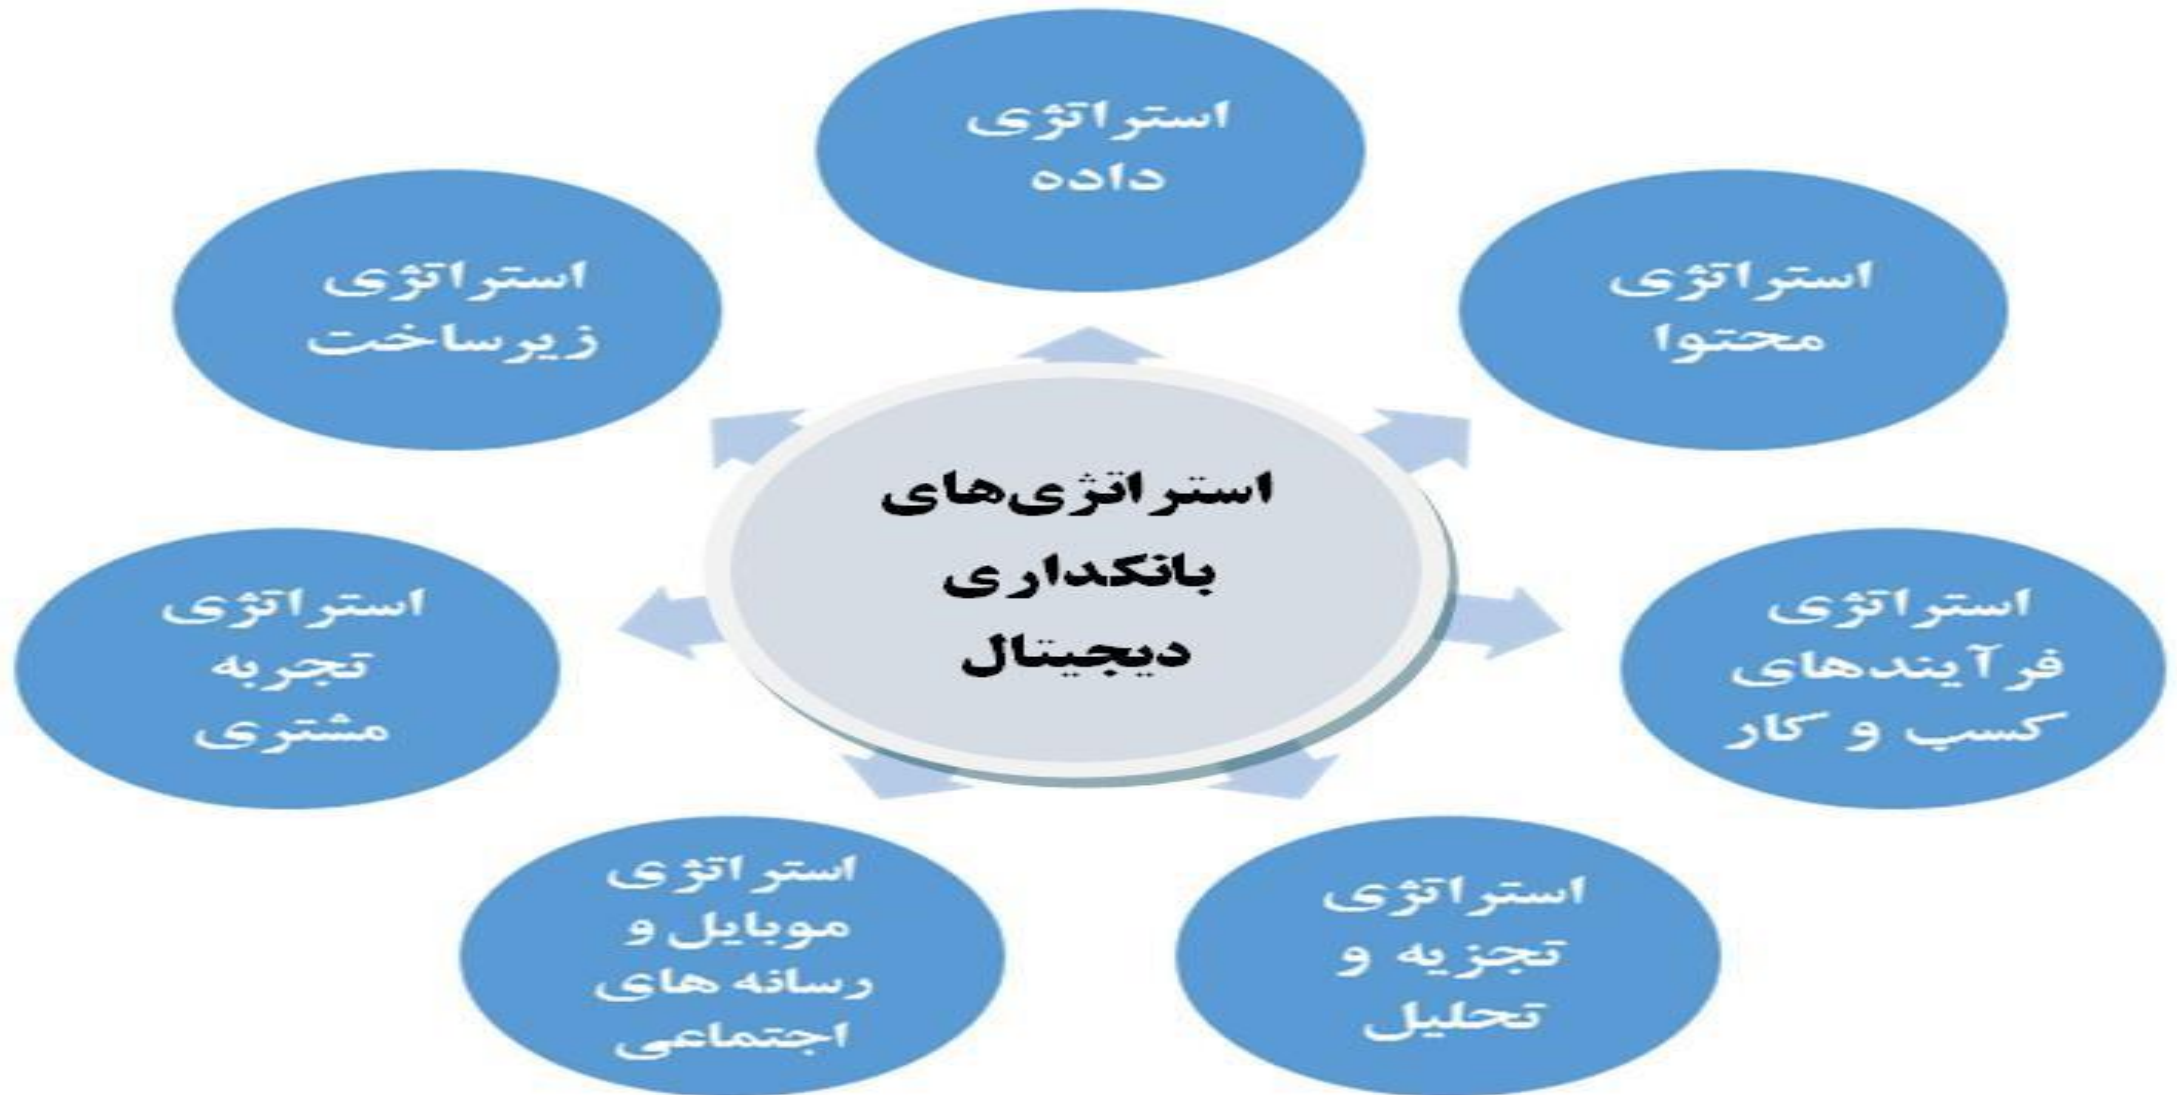 استراتژی
داده
استراتژی
محتوا
استراتژی
زیرساخت
استراتژی‌های
بانکداری
دیجیتال
استراتژی
فرآیندهای
کسب و کار
استراتژی
تجربه
مشتری
استراتژی
تجزیه و
تحلیل
استراتژی
موبایل و
رسانه های
اجتماعی